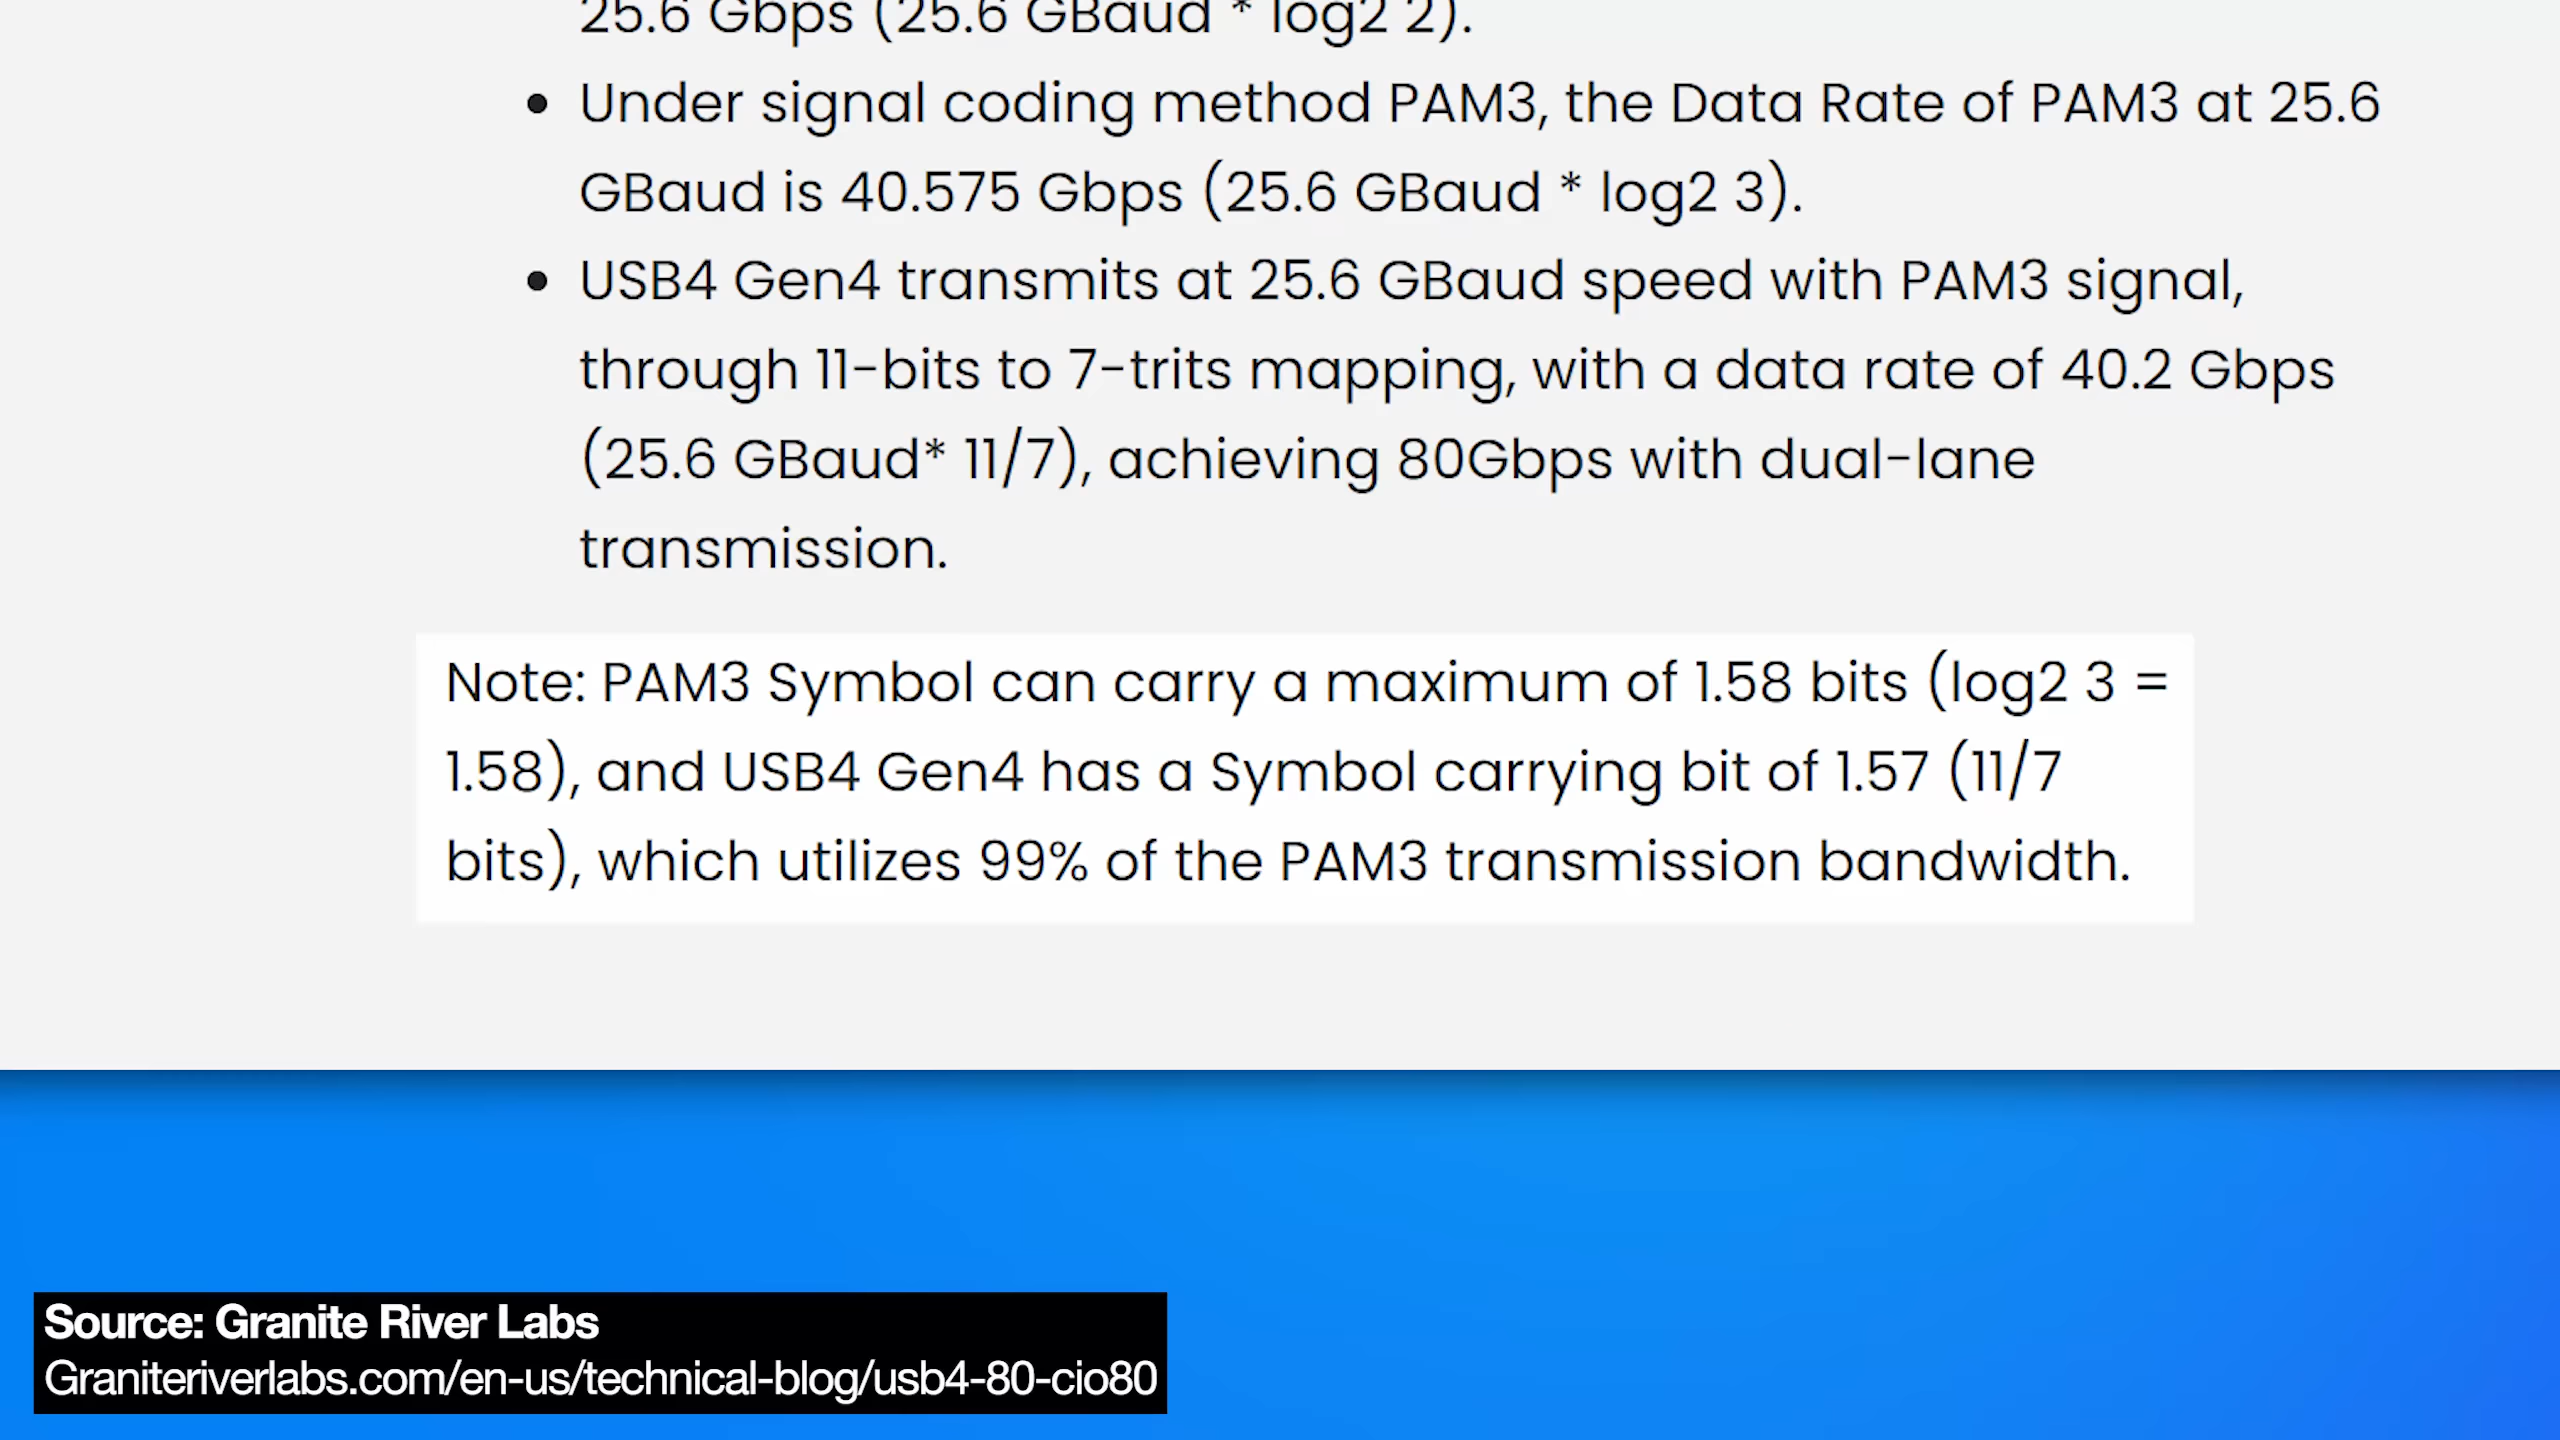 25.6 Gbps (25.6 GBaud * log2 2).
• Under signal coding method PAM3, the Data Rate of PAM3 at 25.6
GBaud is 40.575 Gbps (25.6 GBaud * log2 3).
• USB4 Gen4 transmits at 25.6 GBaud speed with PAM3 signal,
through 11-bits to 7-trits mapping, with a data rate of 40.2 Gbps
(25.6 GBaud* 11/7), achieving 80Gbps with dual-lane
transmission.
Note: PAM3 Symbol can carry a maximum of 1.58 bits (log2 3 =
1.58), and USB4 Gen4 has a Symbol carrying bit of 1.57 (11/7
bits), which utilizes 99% of the PAM3 transmission bandwidth.
Source: Granite River Labs
Graniteriverlabs.com/en-us/technical-blog/usb4-80-cio80